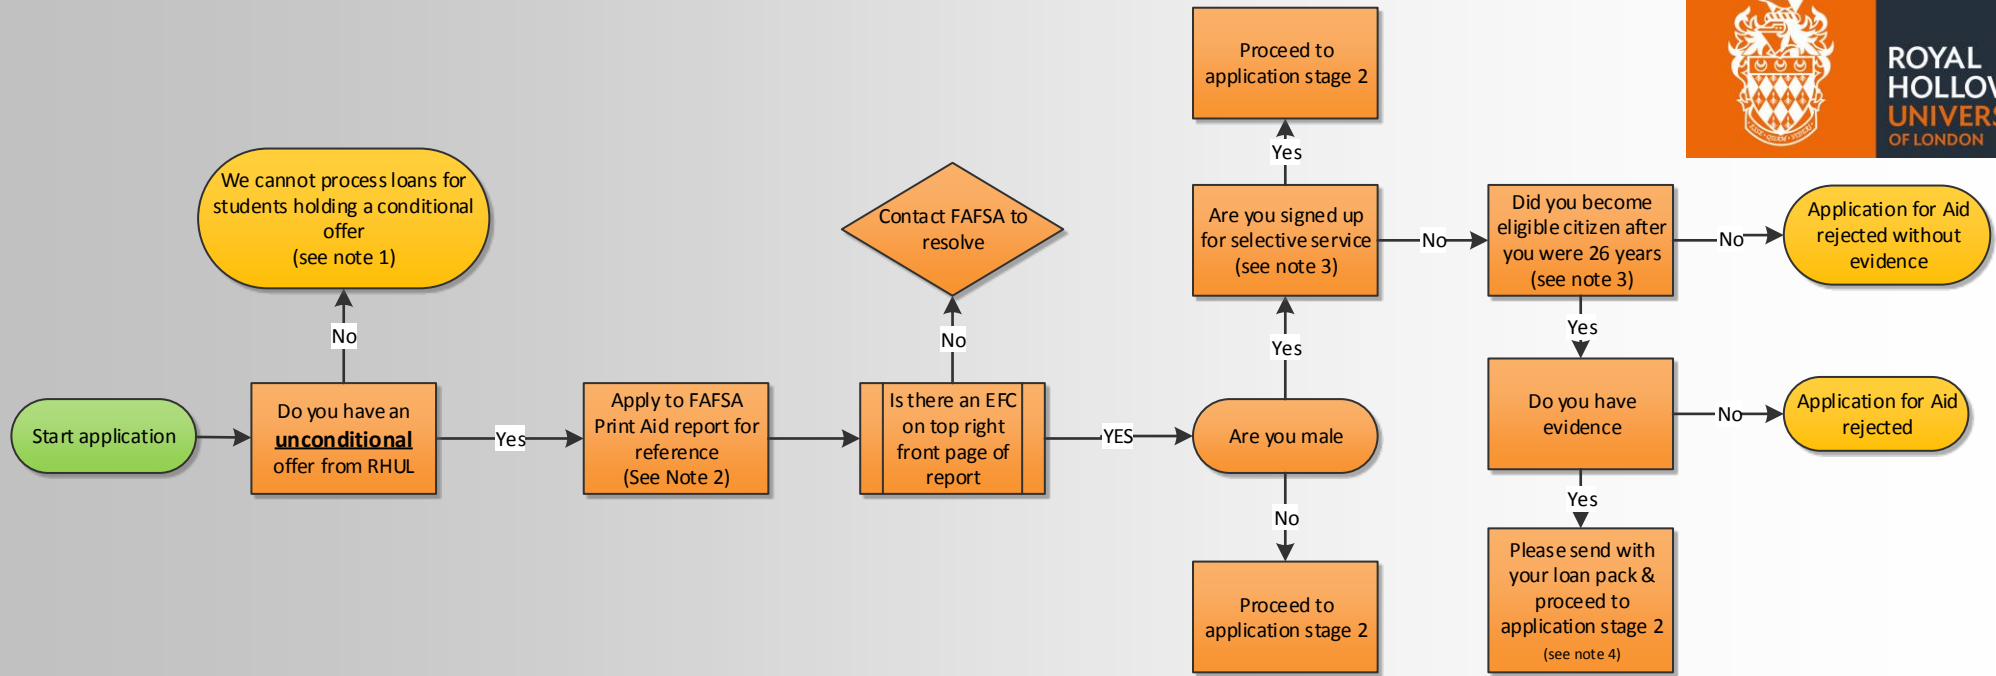 Start application
Do you have an
unconditional
offer from RHUL
No
We cannot process loans for
students holding a conditional
offer
(see note 1)
Yes
Apply to FAFSA
Print Aid report for
reference
(See Note 2)
Is there an EFC
on top right
front page of
report
No
Contact FAFSA to
resolve
YES
Are you male
Yes
Are you signed up
for selective service
(see note 3)
Yes
Proceed to
application stage 2
No
Proceed to
application stage 2
No
Did you become
eligible citizen after
you were 26 years
(see note 3)
No
Application for Aid
rejected without
evidence
Yes
Do you have
evidence
No
Application for Aid
rejected
Yes
Please send with
your loan pack &
proceed to
application stage 2
(see note 4)
ROYAL
HOLLOW
UNIVERS
OF LONDON